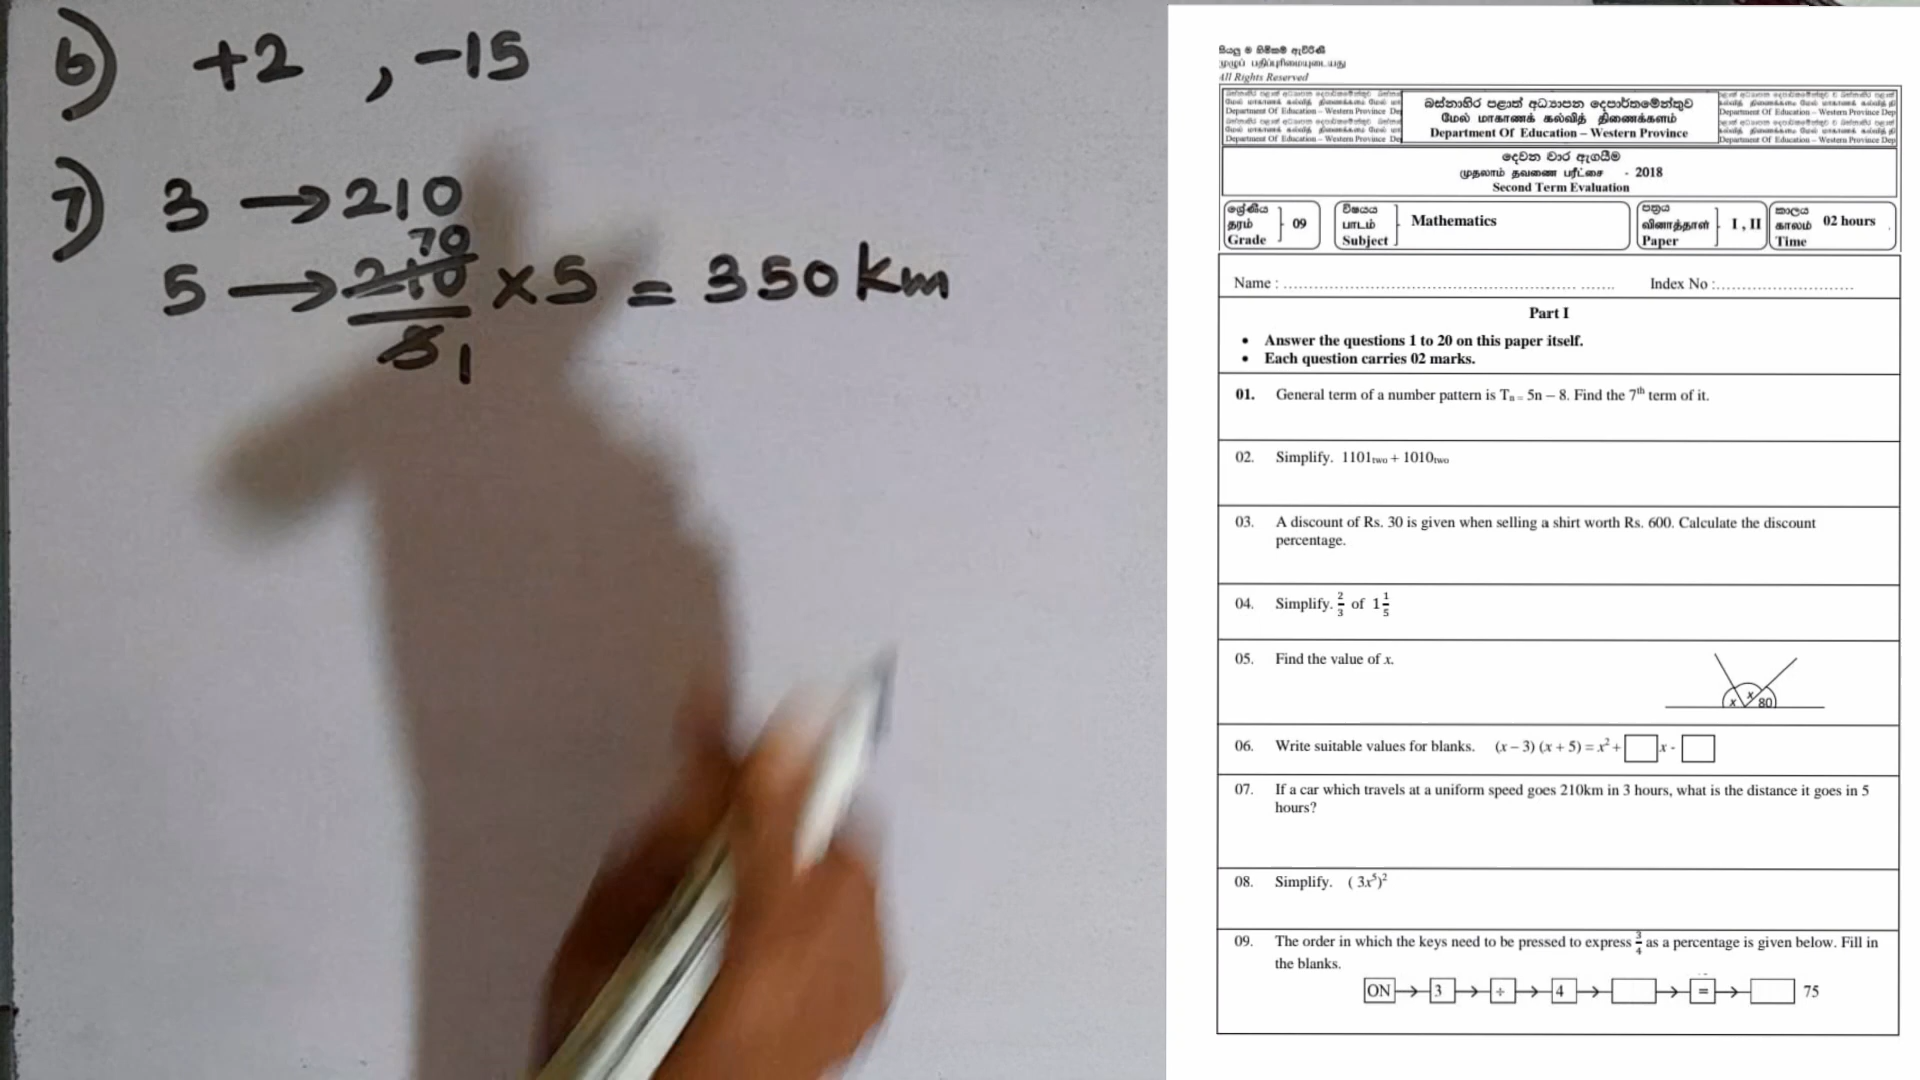 6) +2 , -15
7) 3 → 210
70
5 → 210 × 5 = 350 km
3 1
සියලු ම හිමිකම් ඇවිරිණි
முழுப் பதிப்புரிமையுடையது
All Rights Reserved
බස්නාහිර පළාත් අධ්‍යාපන දෙපාර්තමේන්තුව
மேல் மாகாணக் கல்வித் திணைக்களம்
Department Of Education – Western Province
දෙවන වාර ඇගයීම
முதலாம் தவணை பரீட்சை - 2018
Second Term Evaluation
ශ්‍රේණිය
தரம்
Grade
09
විෂයය
பாடம்
Subject
Mathematics
පත්‍රය
வினாத்தாள்
Paper
I , II
කාලය
காலம்
Time
02 hours
Name : ............................................................ ....... Index No :.........................
Part I
• Answer the questions 1 to 20 on this paper itself.
• Each question carries 02 marks.
01. General term of a number pattern is Tₙ = 5n – 8. Find the 7th term of it.
02. Simplify. 1101two + 1010two
03. A discount of Rs. 30 is given when selling a shirt worth Rs. 600. Calculate the discount
percentage.
04. Simplify. 2/3 of 1 1/5
05. Find the value of x.
x x 80
06. Write suitable values for blanks. (x – 3) (x + 5) = x² + □ x - □
07. If a car which travels at a uniform speed goes 210km in 3 hours, what is the distance it goes in 5
hours?
08. Simplify. ( 3x⁵)²
09. The order in which the keys need to be pressed to express 3/4 as a percentage is given below. Fill in
the blanks.
ON → 3 → ÷ → 4 → □ → = → □ 75